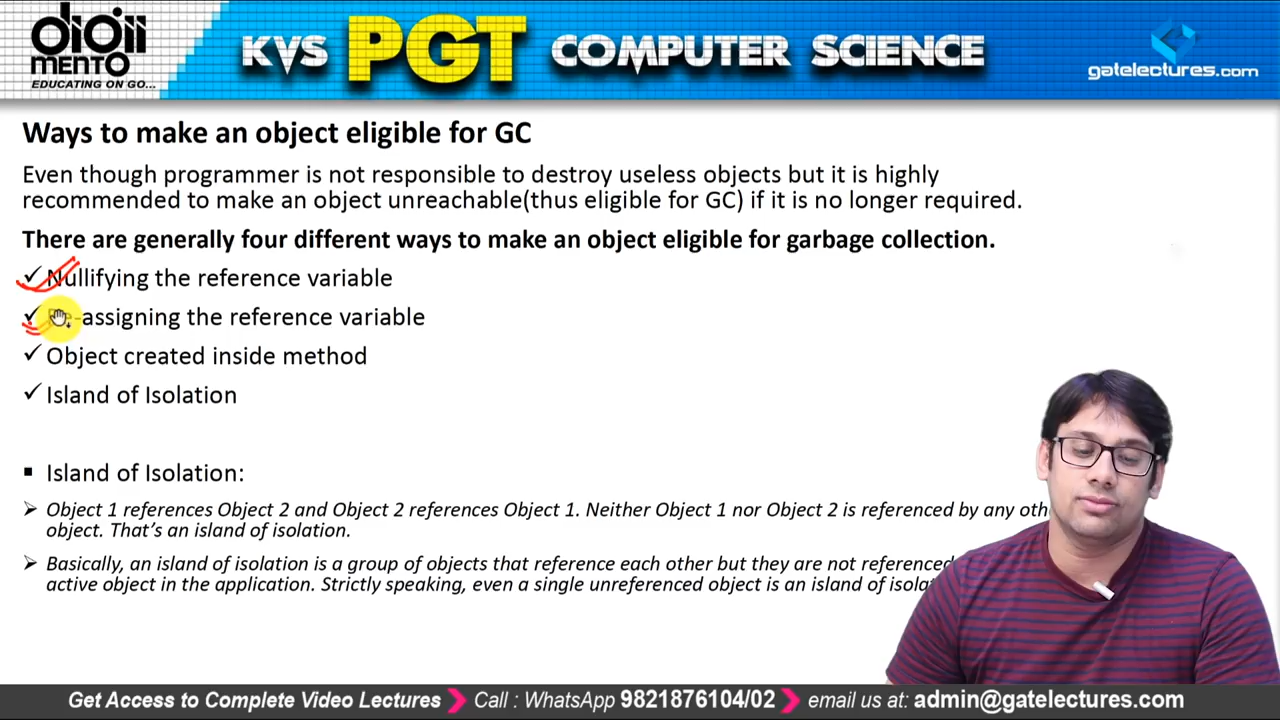 digii
MENTO
EDUCATING ON GO...
KVS PGT COMPUTER SCIENCE
gatelectures.com
Ways to make an object eligible for GC
Even though programmer is not responsible to destroy useless objects but it is highly
recommended to make an object unreachable(thus eligible for GC) if it is no longer required.
There are generally four different ways to make an object eligible for garbage collection.
Nullifying the reference variable
-assigning the reference variable
Object created inside method
Island of Isolation
Island of Isolation:
Object 1 references Object 2 and Object 2 references Object 1. Neither Object 1 nor Object 2 is referenced by any
object. That's an island of isolation.
Basically, an island of isolation is a group of objects that reference each other but they are not referenced
active object in the application. Strictly speaking, even a single unreferenced object is an island of
Get Access to Complete Video Lectures Call : WhatsApp 9821876104/02 email us at: admin@gatelectures.com